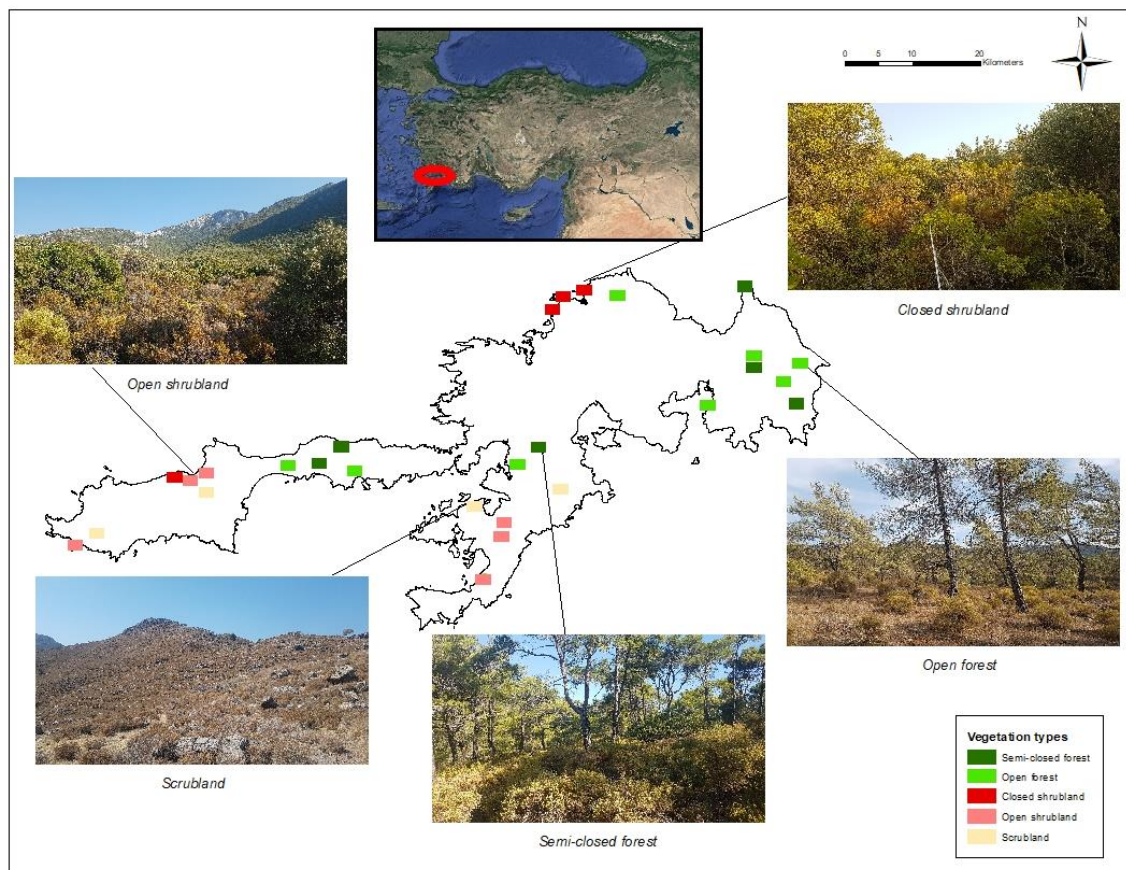 N
0 5 10 20
Kilometers
Closed shrubland
Open shrubland
Open forest
Scrubland
Semi-closed forest
Vegetation types
Semi-closed forest
Open forest
Closed shrubland
Open shrubland
Scrubland